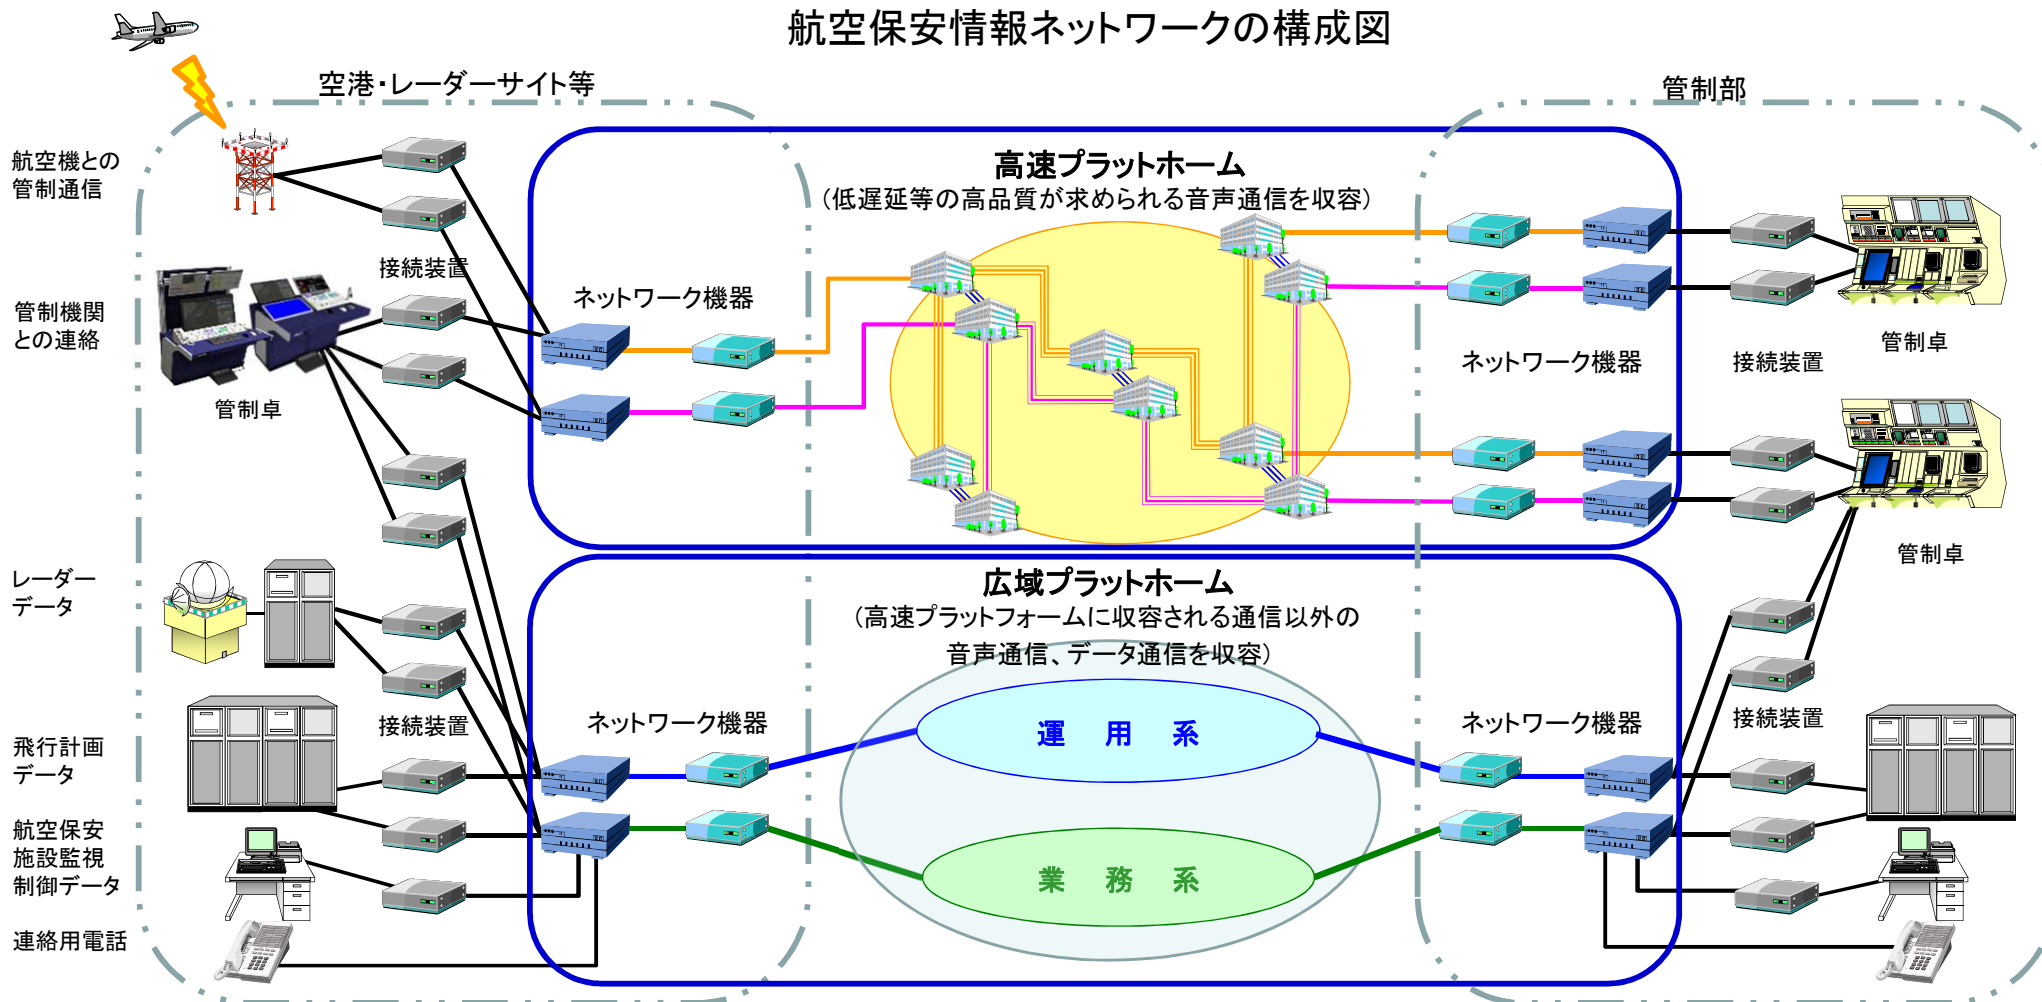 航空保安情報ネットワークの構成図
空港・レーダーサイト等
管制部
航空機との
管制通信
管制機関
との連絡
レーダー
データ
飛行計画
データ
航空保安
施設監視
制御データ
連絡用電話
接続装置
管制卓
接続装置
ネットワーク機器
高速プラットホーム
(低遅延等の高品質が求められる音声通信を収容)
ネットワーク機器
接続装置
管制卓
管制卓
広域プラットホーム
(高速プラットフォームに収容される通信以外の
音声通信、データ通信を収容)
ネットワーク機器
運用系
業務系
ネットワーク機器
接続装置